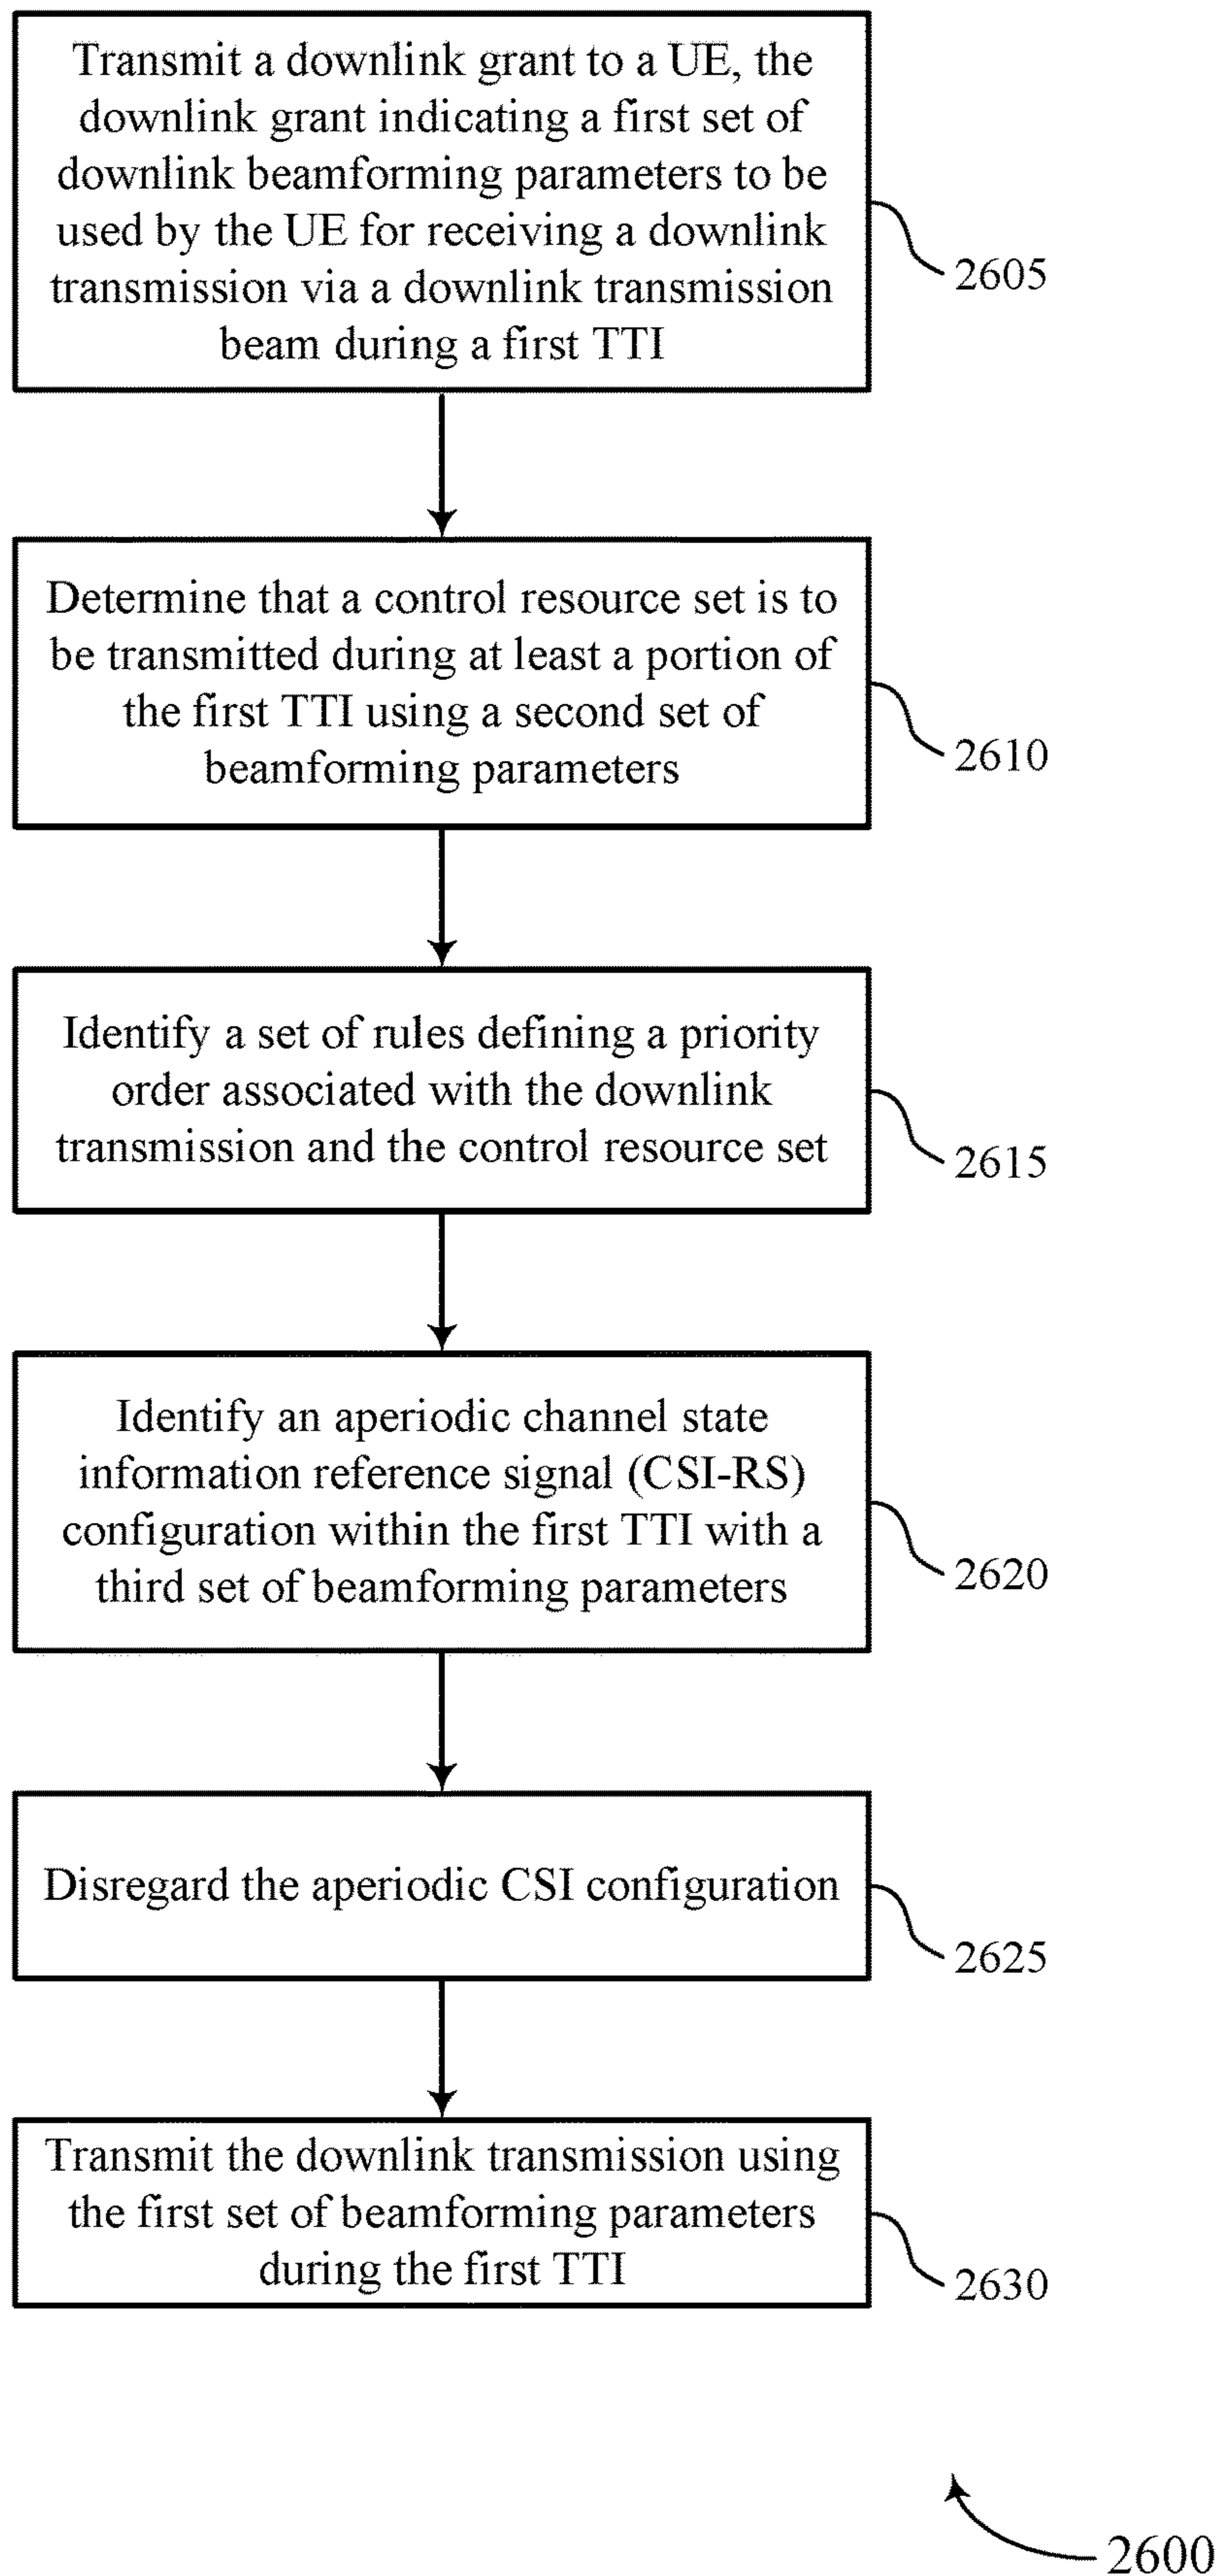 Transmit a downlink grant to a UE, the
downlink grant indicating a first set of
downlink beamforming parameters to be
used by the UE for receiving a downlink
transmission via a downlink transmission
beam during a first TTI
2605
Determine that a control resource set is to
be transmitted during at least a portion of
the first TTI using a second set of
beamforming parameters
2610
Identify a set of rules defining a priority
order associated with the downlink
transmission and the control resource set
2615
Identify an aperiodic channel state
information reference signal (CSI-RS)
configuration within the first TTI with a
third set of beamforming parameters
2620
Disregard the aperiodic CSI configuration
2625
Transmit the downlink transmission using
the first set of beamforming parameters
during the first TTI
2630
2600